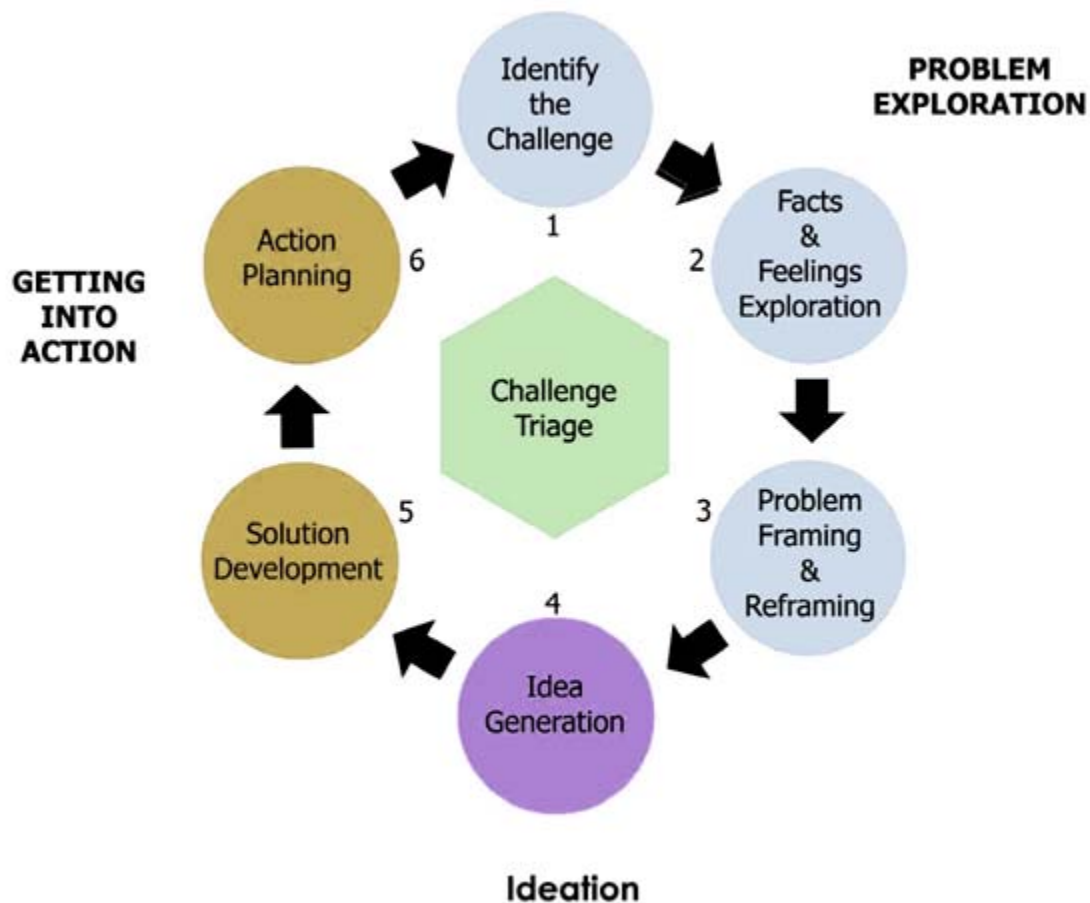 Identify
the
Challenge
1
PROBLEM
EXPLORATION
2
Facts
&
Feelings
Exploration
3
Problem
Framing
&
Reframing
4
Idea
Generation
Ideation
5
Solution
Development
6
Action
Planning
GETTING
INTO
ACTION
Challenge
Triage